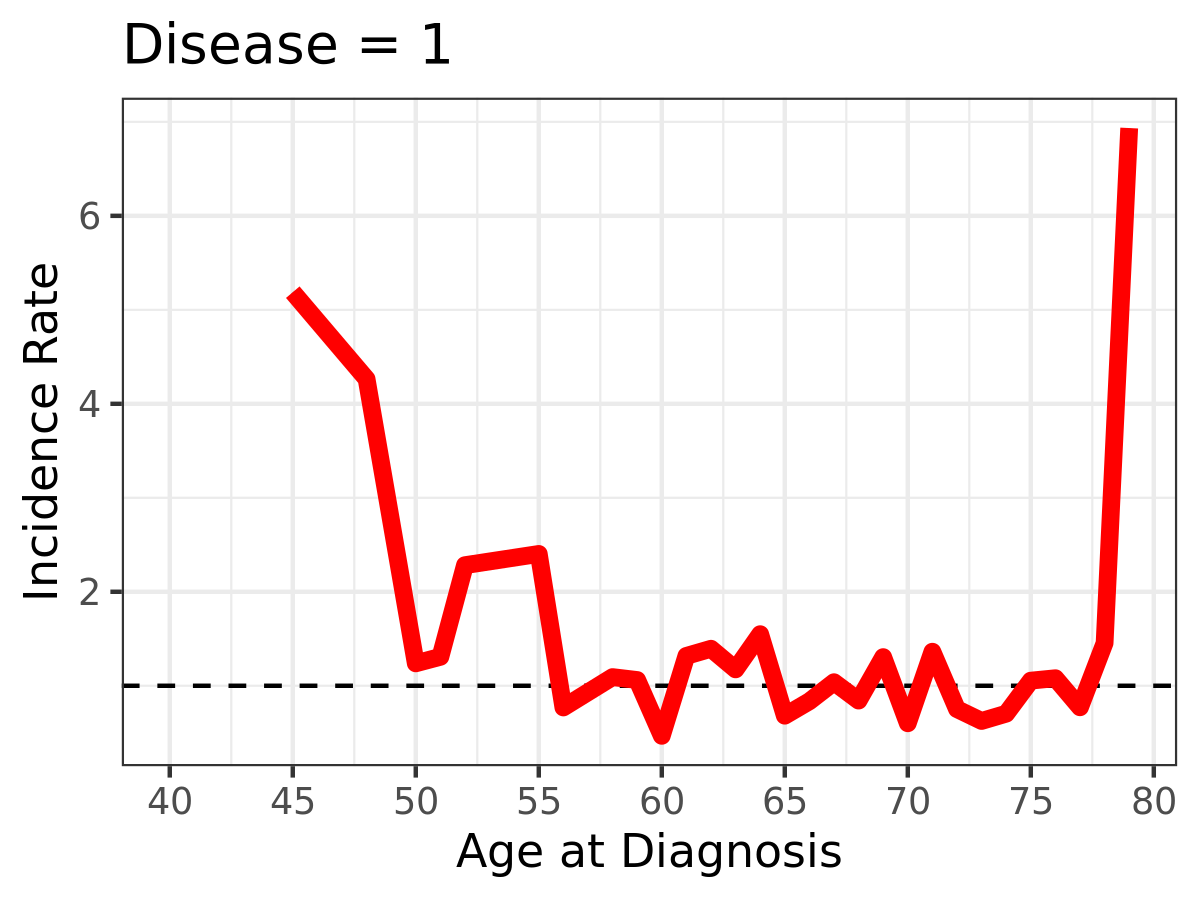 Disease = 1
6
4
2
Incidence Rate
40 45 50 55 60 65 70 75 80
Age at Diagnosis